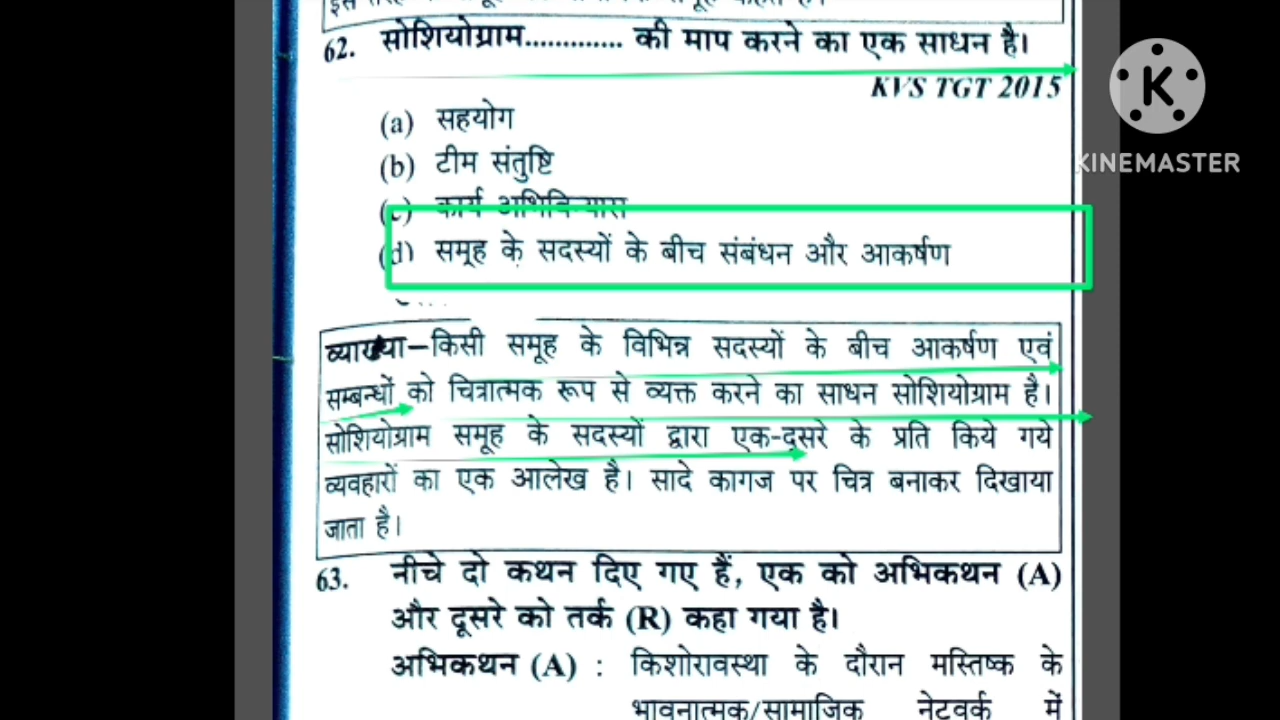 62. सोशियोग्राम............. की माप करने का एक साधन है।
KVS TGT 2015
(a) सहयोग
(b) टीम संतुष्टि
(c) कार्य अभिविन्यास
(d) समूह के सदस्यों के बीच संबंधन और आकर्षण
व्याख्या–किसी समूह के विभिन्न सदस्यों के बीच आकर्षण एवं
सम्बन्धों को चित्रात्मक रूप से व्यक्त करने का साधन सोशियोग्राम है।
सोशियोग्राम समूह के सदस्यों द्वारा एक-दूसरे के प्रति किये गये
व्यवहारों का एक आलेख है। सादे कागज पर चित्र बनाकर दिखाया
जाता है।
63. नीचे दो कथन दिए गए हैं, एक को अभिकथन (A)
और दूसरे को तर्क (R) कहा गया है।
अभिकथन (A) : किशोरावस्था के दौरान मस्तिष्क के
भावनात्मक/सामाजिक नेटवर्क में
K
KINEMASTER